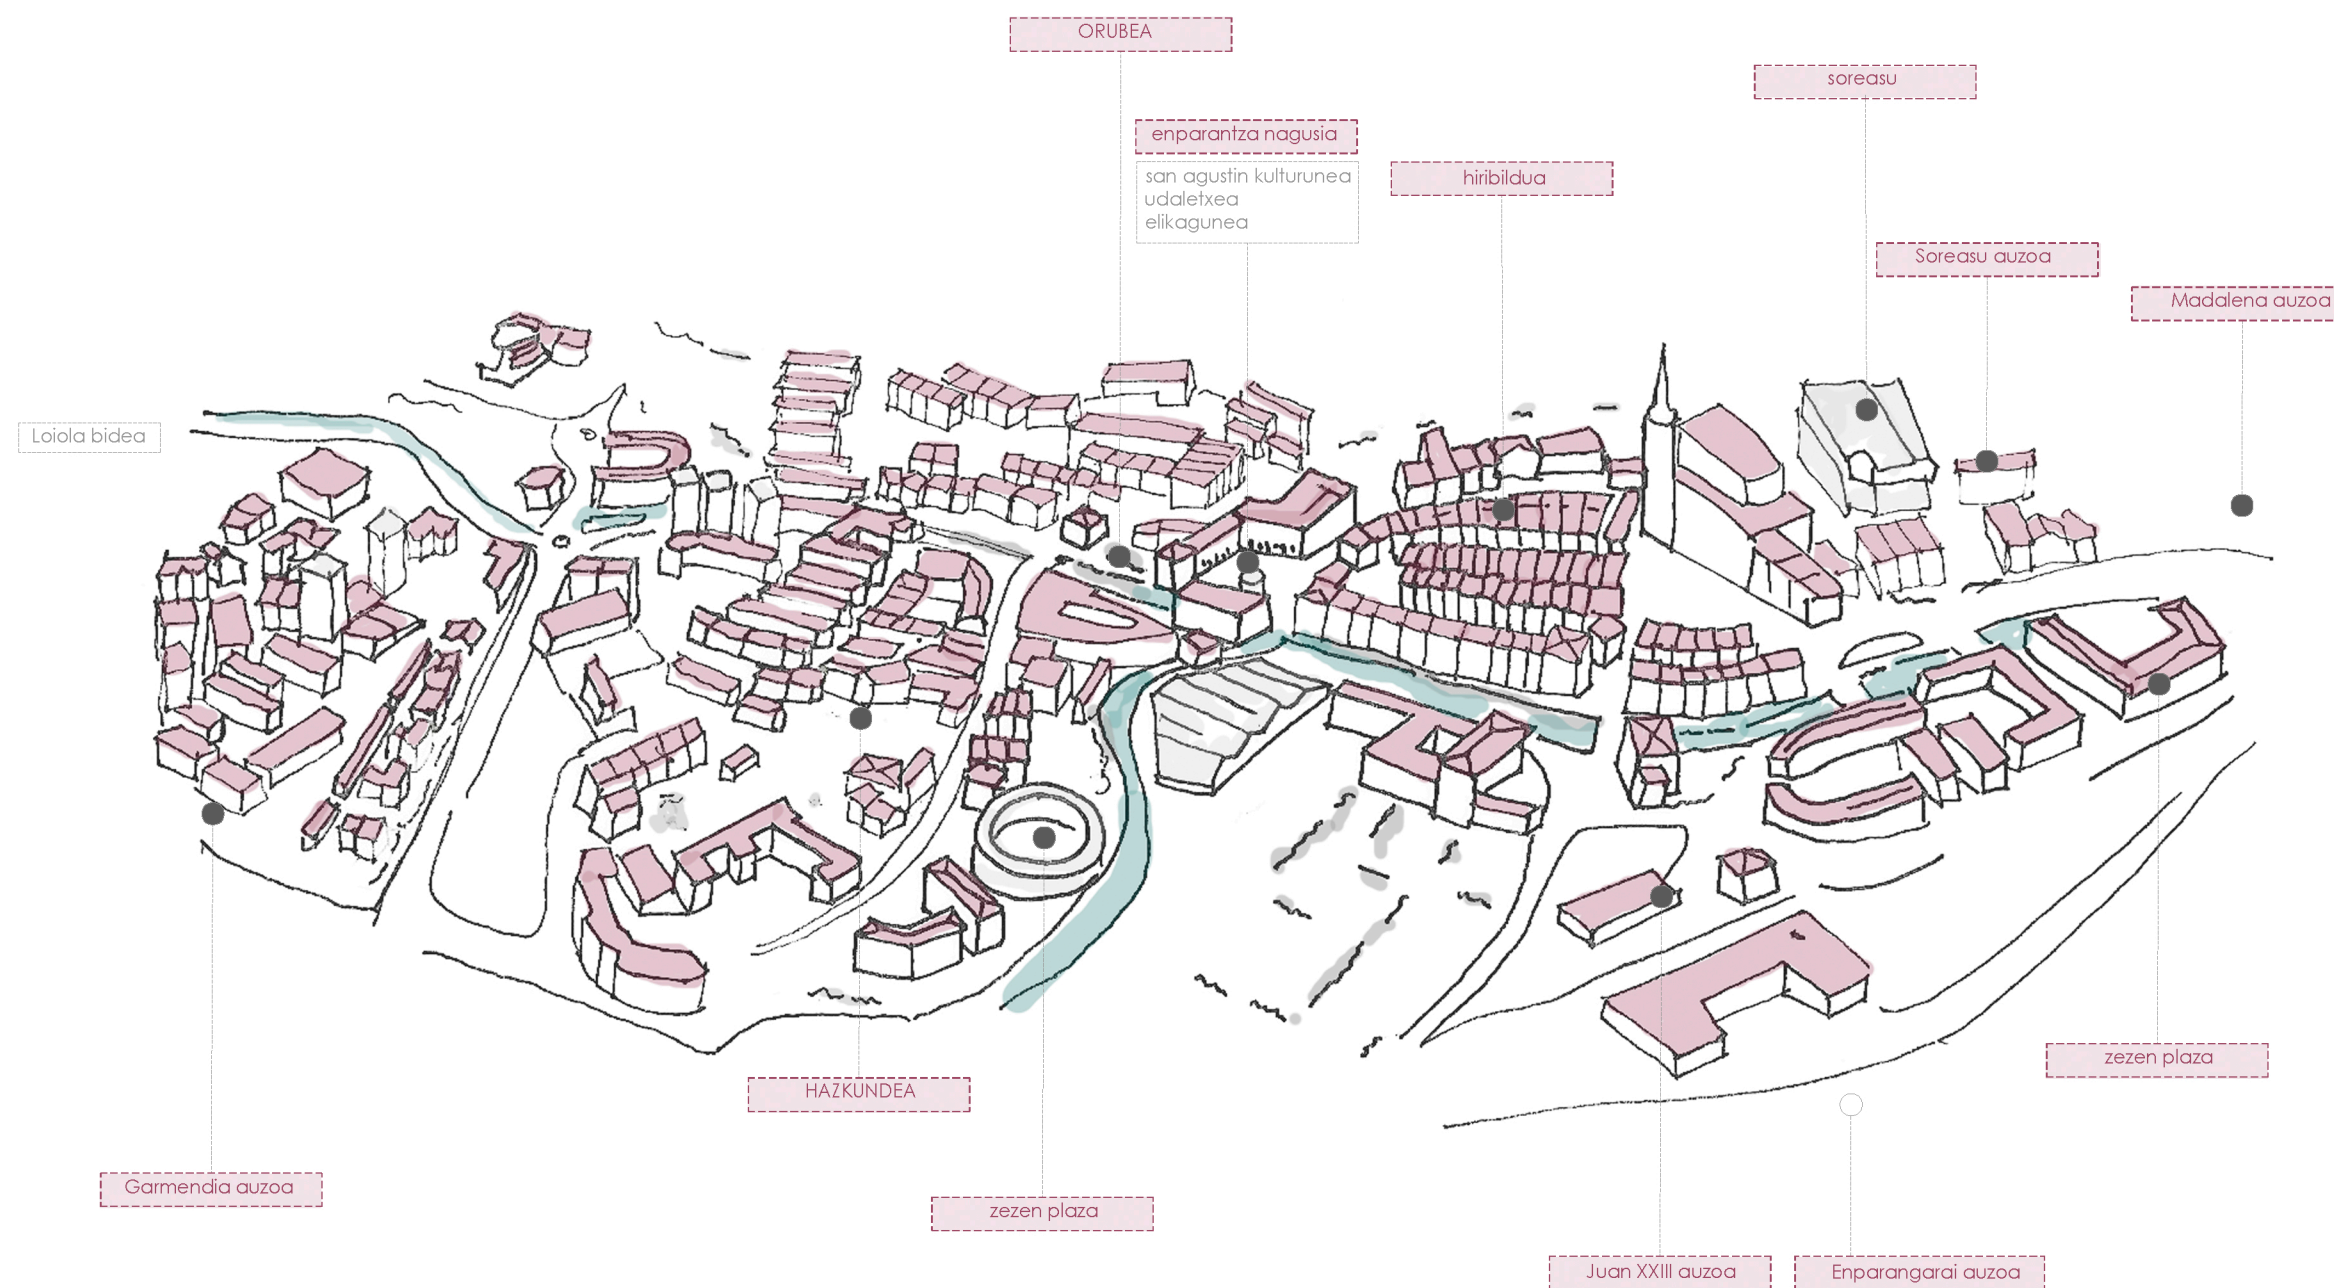 ORUBEA
soreasu
enparantza nagusia
san agustin kulturunea
udaletxea
elikagunea
hiribildua
Soreasu auzoa
Madalena auzoa
Loiola bidea
zezen plaza
HAZKUNDEA
Garmendia auzoa
zezen plaza
Juan XXIII auzoa
Enparangarai auzoa